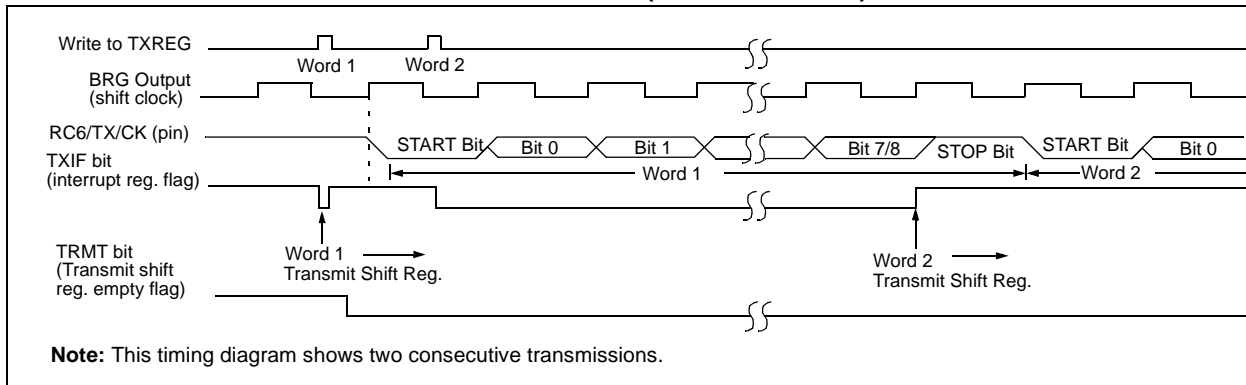 Write to TXREG
Word 1
Word 2
BRG Output
(shift clock)
RC6/TX/CK (pin)
START Bit
Bit 0
Bit 1
Bit 7/8
STOP Bit
START Bit
Bit 0
TXIF bit
(interrupt reg. flag)
Word 1
Word 2
Word 1
Transmit Shift Reg.
Word 2
Transmit Shift Reg.
TRMT bit
(Transmit shift
reg. empty flag)
Note: This timing diagram shows two consecutive transmissions.